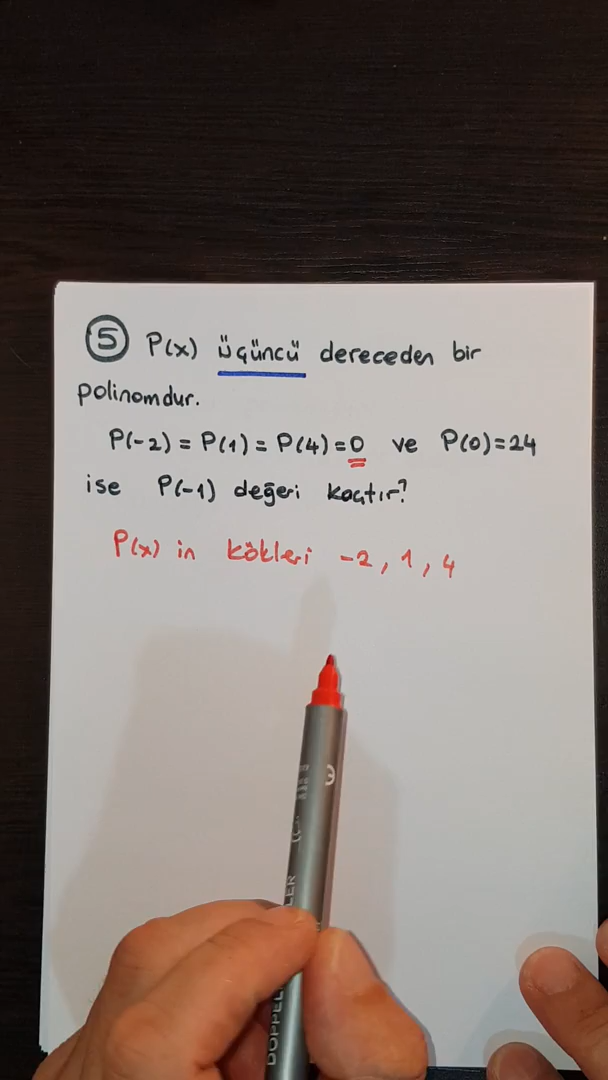 5 P(x) üçüncü dereceden bir
polinomdur.
P(-2) = P(1) = P(4) = 0 ve P(0)=24
ise P(-1) değeri kaçtır?
P(x) in kökleri -2, 1, 4